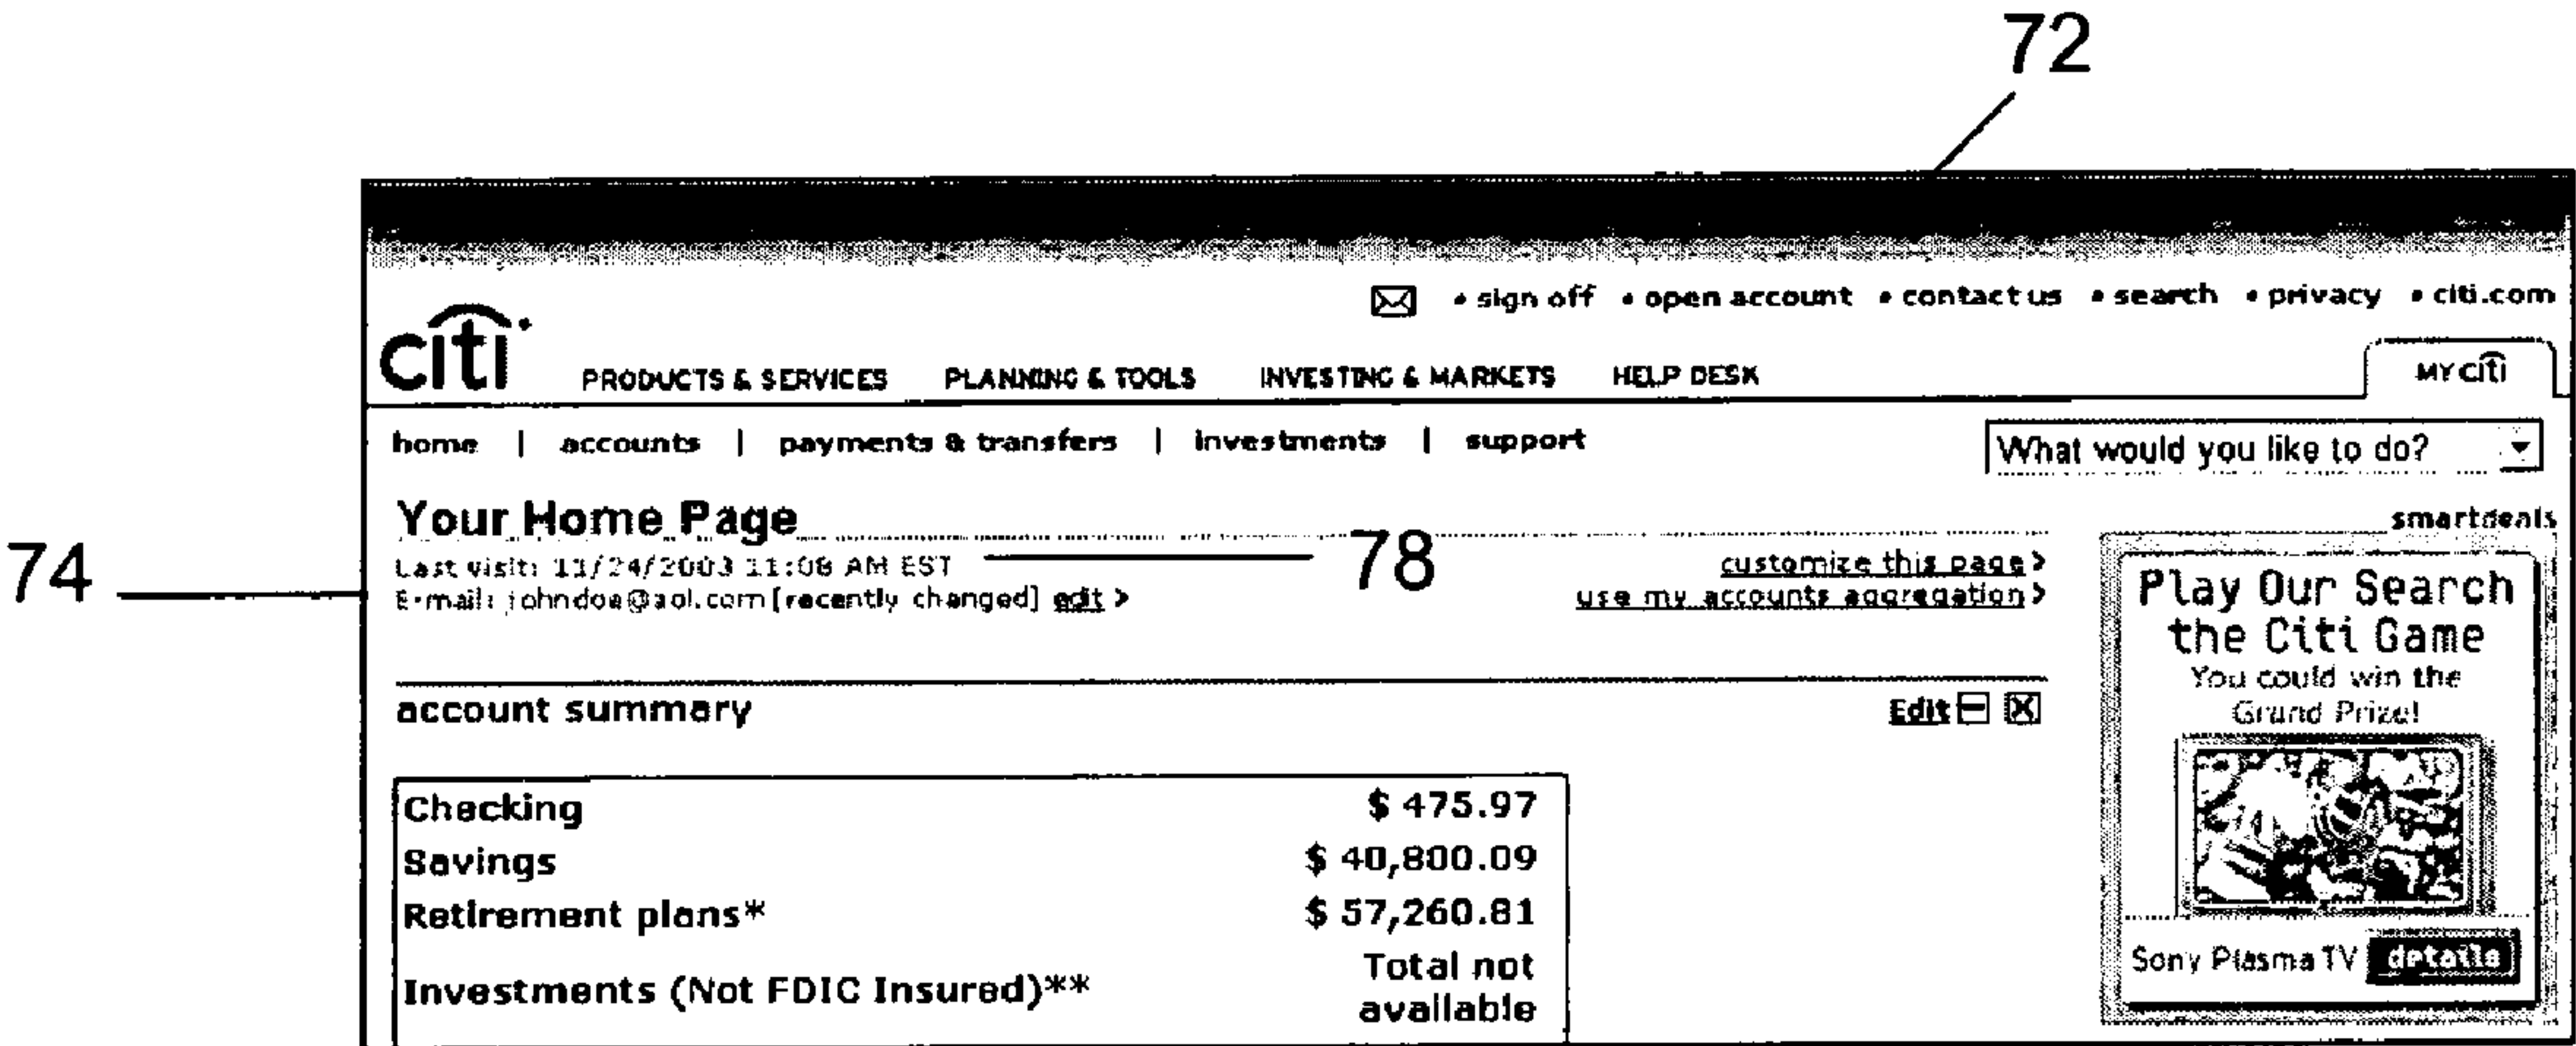 72
• sign off • open account • contact us • search • privacy • citi.com
citi
PRODUCTS & SERVICES PLANNING & TOOLS INVESTING & MARKETS HELP DESK MY citi
home | accounts | payments & transfers | investments | support
What would you like to do?
Your Home Page
74
78
Last visit: 11/24/2003 11:08 AM EST
E-mail: johndoe@aol.com [recently changed] edit >
customize this page >
use my accounts aggregation >
account summary
Edit
Checking $ 475.97
Savings $ 40,800.09
Retirement plans* $ 57,260.81
Investments (Not FDIC Insured)** Total not
available
smartdeals
Play Our Search
the Citi Game
You could win the
Grand Prize!
Sony Plasma TV details